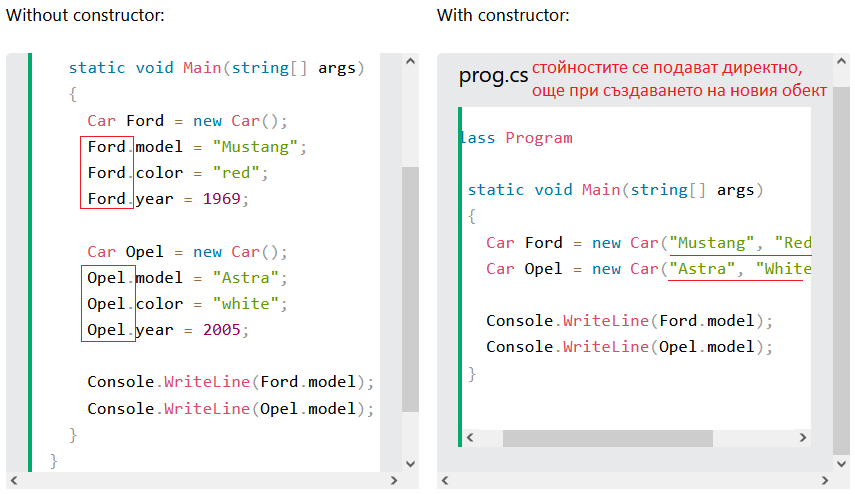 Without constructor:
static void Main(string[] args)
{
Car Ford = new Car();
Ford.model = "Mustang";
Ford.color = "red";
Ford.year = 1969;
Car Opel = new Car();
Opel.model = "Astra";
Opel.color = "white";
Opel.year = 2005;
Console.WriteLine(Ford.model);
Console.WriteLine(Opel.model);
}
}
With constructor:
prog.cs
стойностите се подават директно,
още при създаването на новия обект
lass Program
static void Main(string[] args)
{
Car Ford = new Car("Mustang", "Red
Car Opel = new Car("Astra", "White
Console.WriteLine(Ford.model);
Console.WriteLine(Opel.model);
}